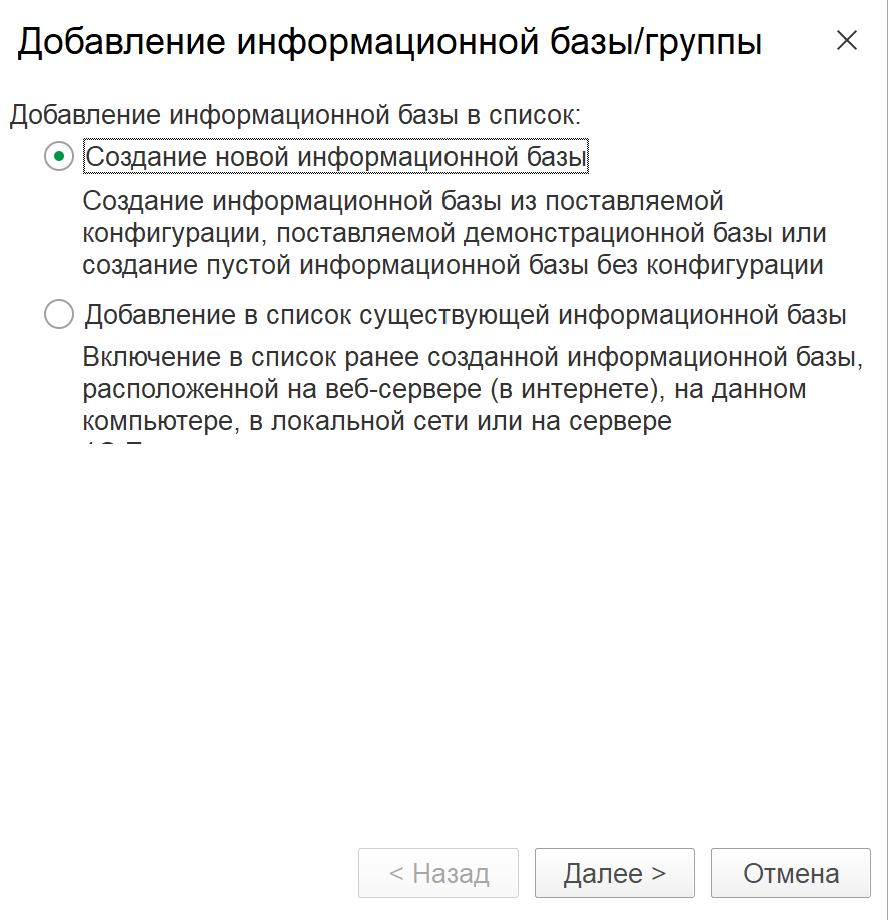 Добавление информационной базы/группы
Добавление информационной базы в список:
Создание новой информационной базы
Создание информационной базы из поставляемой
конфигурации, поставляемой демонстрационной базы или
создание пустой информационной базы без конфигурации
Добавление в список существующей информационной базы
Включение в список ранее созданной информационной базы,
расположенной на веб-сервере (в интернете), на данном
компьютере, в локальной сети или на сервере
< Назад
Далее >
Отмена